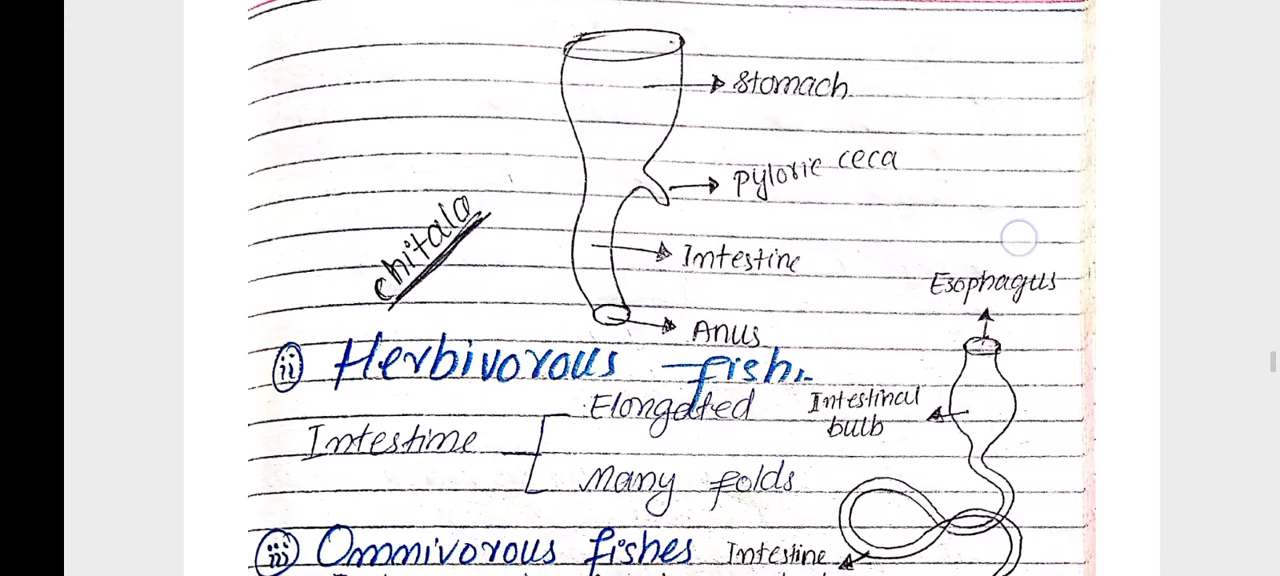 Stomach
Pyloric ceca
chitala
Intestine
Esophagus
Anus
(ii) Herbivorous fish.
Elongated
Intestinal
bulb
Intestine
Many folds
(iii) Ommivorous fishes
Intestine